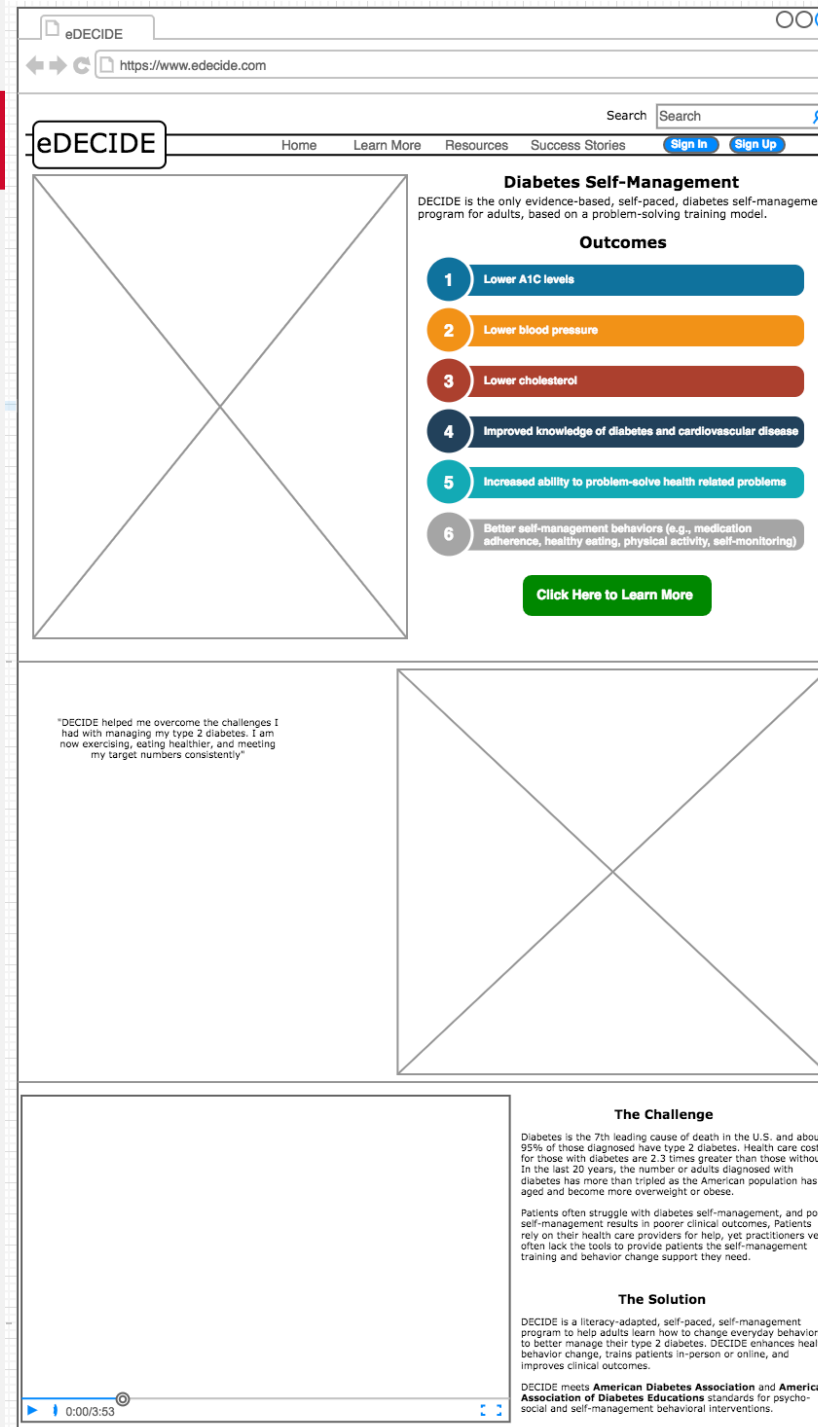 eDECIDE
https://www.edecide.com
Search Search
eDECIDE
Home Learn More Resources Success Stories Sign In Sign Up
Diabetes Self-Management
DECIDE is the only evidence-based, self-paced, diabetes
program for adults, based on a problem-solving training model.
Outcomes
1 Lower A1C levels
2 Lower blood pressure
3 Lower cholesterol
4 Improved knowledge of diabetes and cardiovascular disease
5 Increased ability to problem-solve health related problems
6 Better self-management behaviors (e.g., medication
adherence, healthy eating, physical activity, self-monitoring)
Click Here to Learn More
"DECIDE helped me overcome the challenges I
had with managing my type 2 diabetes. I am
now exercising, eating healthier, and meeting
my target numbers consistently"
0:00/3:53
The Challenge
Diabetes is the 7th leading cause of death in the U.S. and
95% of those diagnosed have type 2 diabetes. Health care
for those with diabetes are 2.3 times greater than those
In the last 20 years, the number or adults diagnosed with
diabetes has more than tripled as the American population has
aged and become more overweight or obese.
Patients often struggle with diabetes self-management, and
self-management results in poorer clinical outcomes, Patients
rely on their health care providers for help, yet practitioners
often lack the tools to provide patients the self-management
training and behavior change support they need.
The Solution
DECIDE is a literacy-adapted, self-paced, self-management
program to help adults learn how to change everyday
to better manage their type 2 diabetes. DECIDE enhances
behavior change, trains patients in-person or online, and
improves clinical outcomes.
DECIDE meets American Diabetes Association and
Association of Diabetes Educations standards for psycho-
social and self-management behavioral interventions.